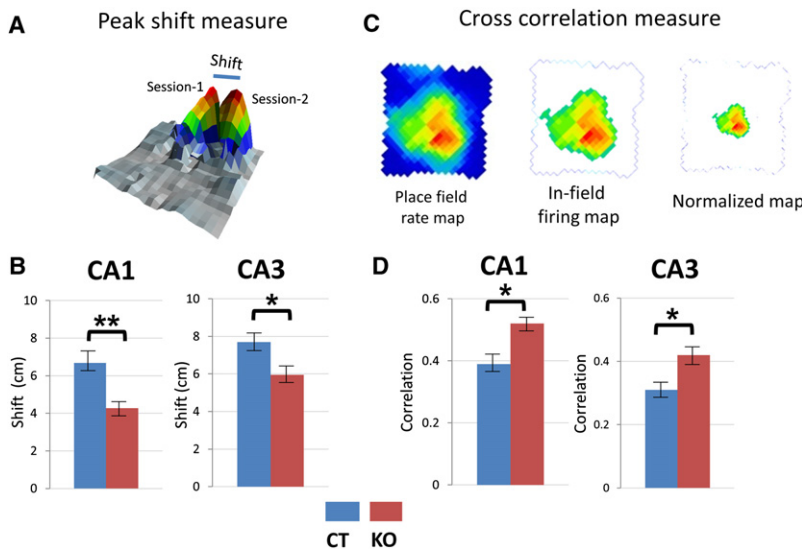 A
Peak shift measure
Shift
Session-1
Session-2
C
Cross correlation measure
Place field
rate map
In-field
firing map
Normalized map
B
CA1
Shift (cm)
10
8
6
4
2
0
**
CA3
Shift (cm)
10
8
6
4
2
0
*
D
CA1
Correlation
0.6
0.4
0.2
0
*
CA3
Correlation
0.6
0.4
0.2
0
*
CT
KO